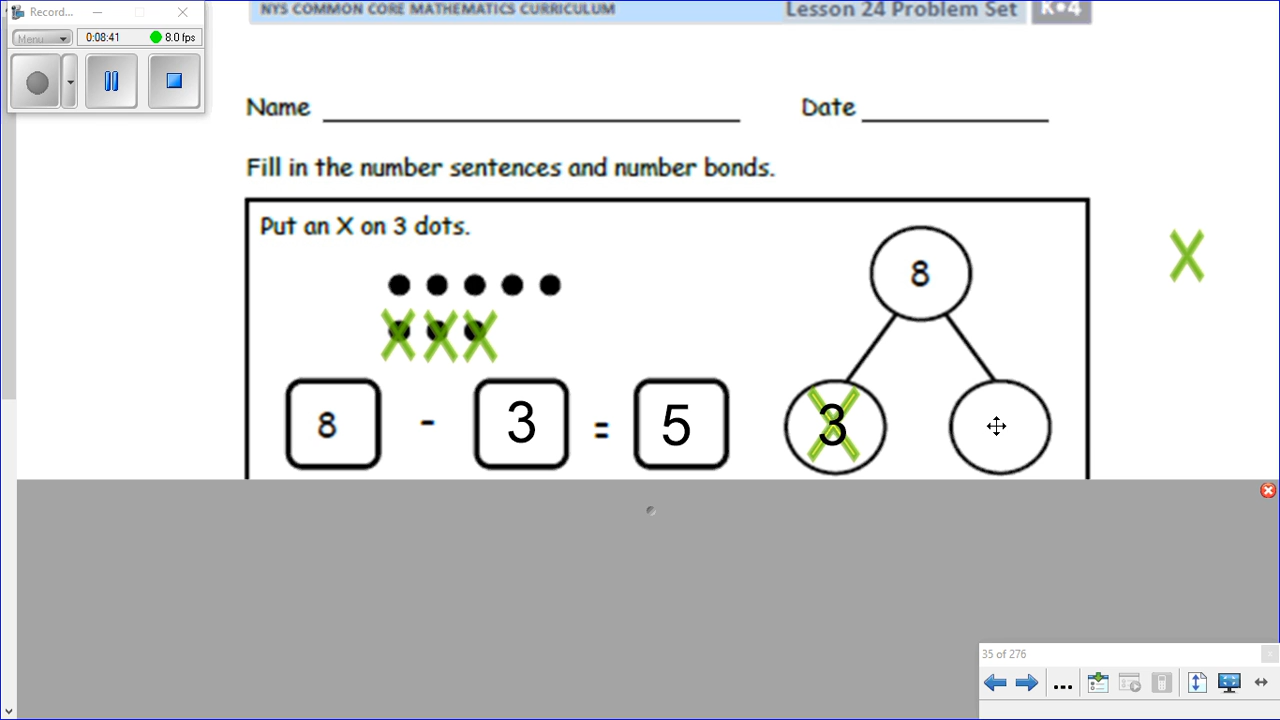 Record...
Menu
0:08:41
8.0 fps
NYS COMMON CORE MATHEMATICS CURRICULUM
Lesson 24 Problem Set
K•4
Name
Date
Fill in the number sentences and number bonds.
Put an X on 3 dots.
X
8
X X X
8 - 3 = 5
3
35 of 276